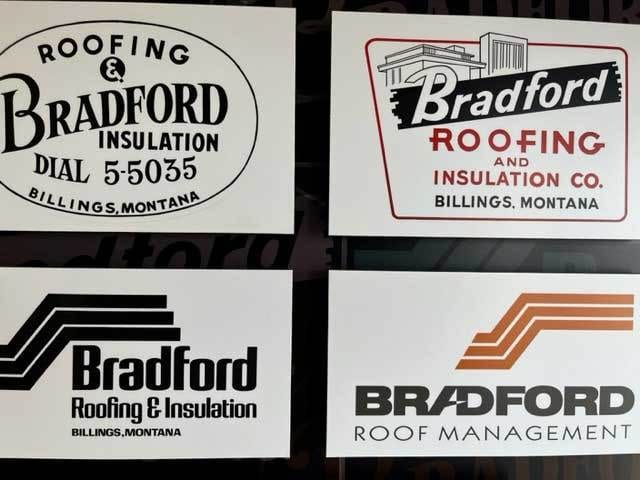 ROOFING
&
BRADFORD
INSULATION
DIAL 5-5035
BILLINGS, MONTANA
Bradford
ROOFING
AND
INSULATION CO.
BILLINGS, MONTANA
Bradford
Roofing & Insulation
BILLINGS, MONTANA
BRADFORD
ROOF MANAGEMENT